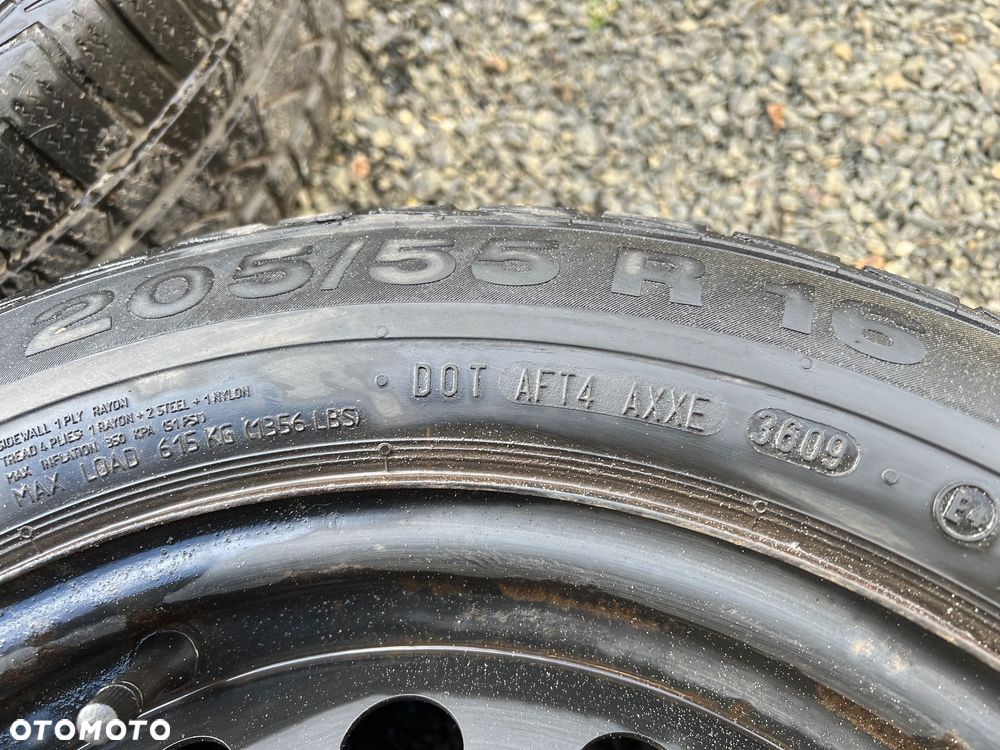 205/55 R 16
DOT AFT4 AXXE 3609
E4
SIDEWALL 1 PLY RAYON
TREAD 4 PLIES: 1 RAYON + 2 STEEL + 1 NYLON
MAX INFLATION 350 KPA (51 PSI)
MAX LOAD 615 KG (1356 LBS)
OTOMOTO